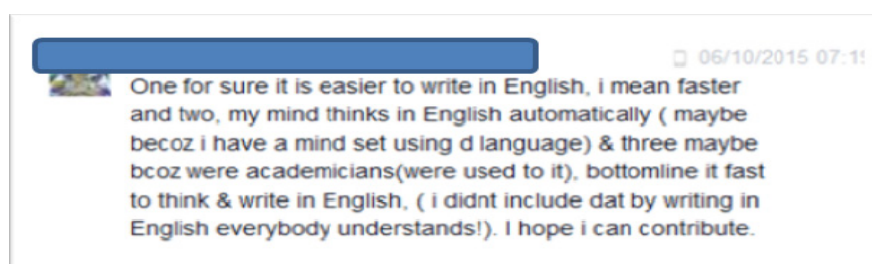 06/10/2015 07:1
One for sure it is easier to write in English, i mean faster
and two, my mind thinks in English automatically ( maybe
becoz i have a mind set using d language) & three maybe
bcoz were academicians(were used to it), bottomline it fast
to think & write in English, ( i didnt include dat by writing in
English everybody understands!). I hope i can contribute.